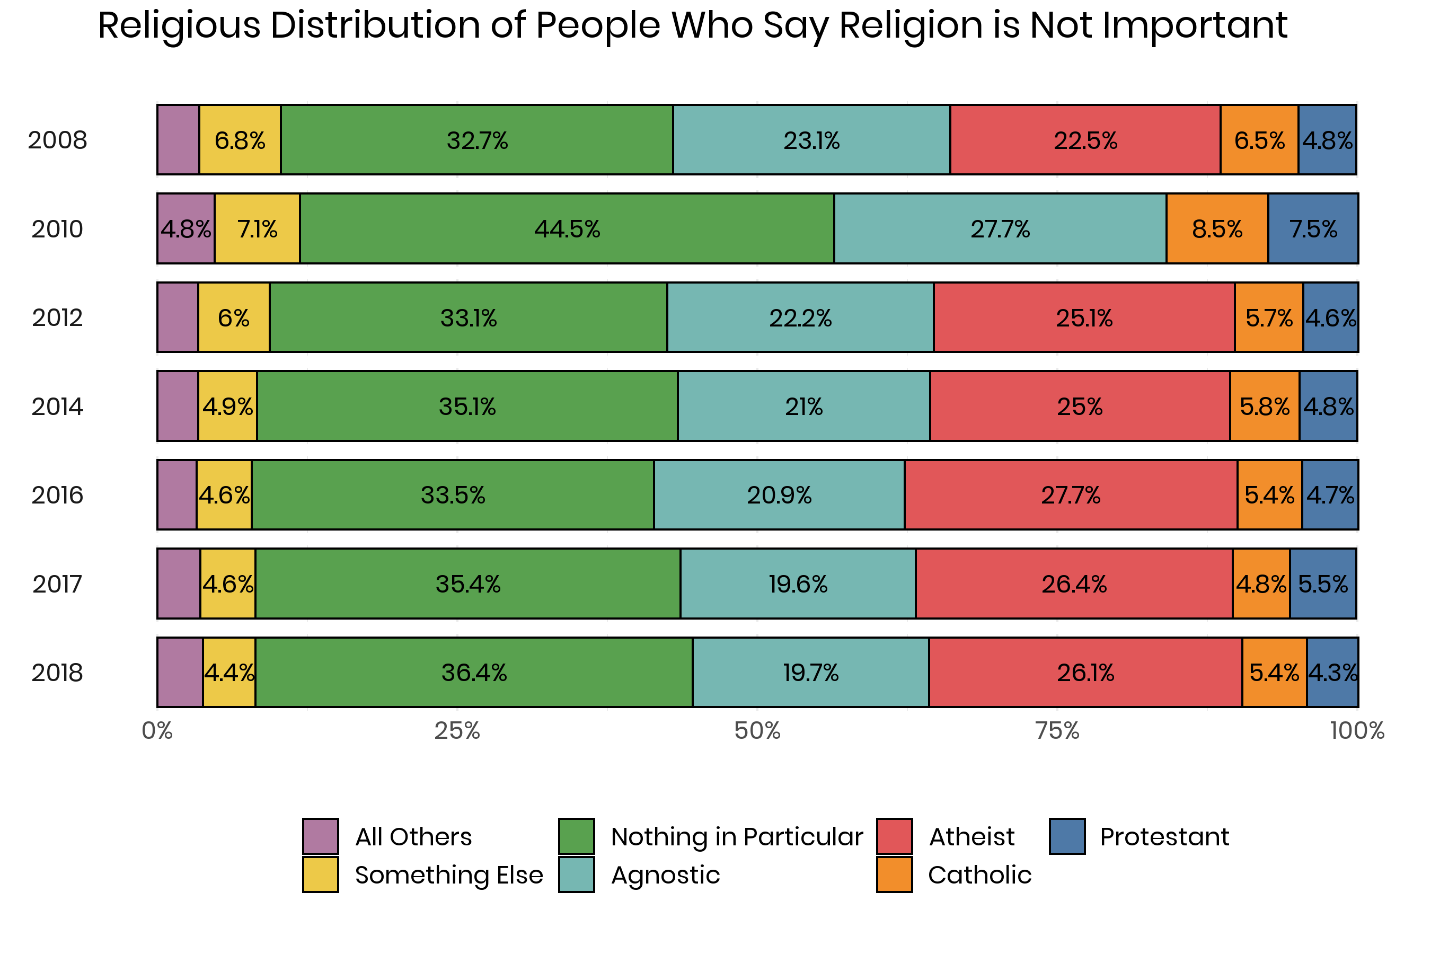 Religious Distribution of People Who Say Religion is Not Important
2008 6.8% 32.7% 23.1% 22.5% 6.5% 4.8%
2010 4.8% 7.1% 44.5% 27.7% 8.5% 7.5%
2012 6% 33.1% 22.2% 25.1% 5.7% 4.6%
2014 4.9% 35.1% 21% 25% 5.8% 4.8%
2016 4.6% 33.5% 20.9% 27.7% 5.4% 4.7%
2017 4.6% 35.4% 19.6% 26.4% 4.8% 5.5%
2018 4.4% 36.4% 19.7% 26.1% 5.4% 4.3%
0% 25% 50% 75% 100%
All Others Nothing in Particular Atheist Protestant
Something Else Agnostic Catholic